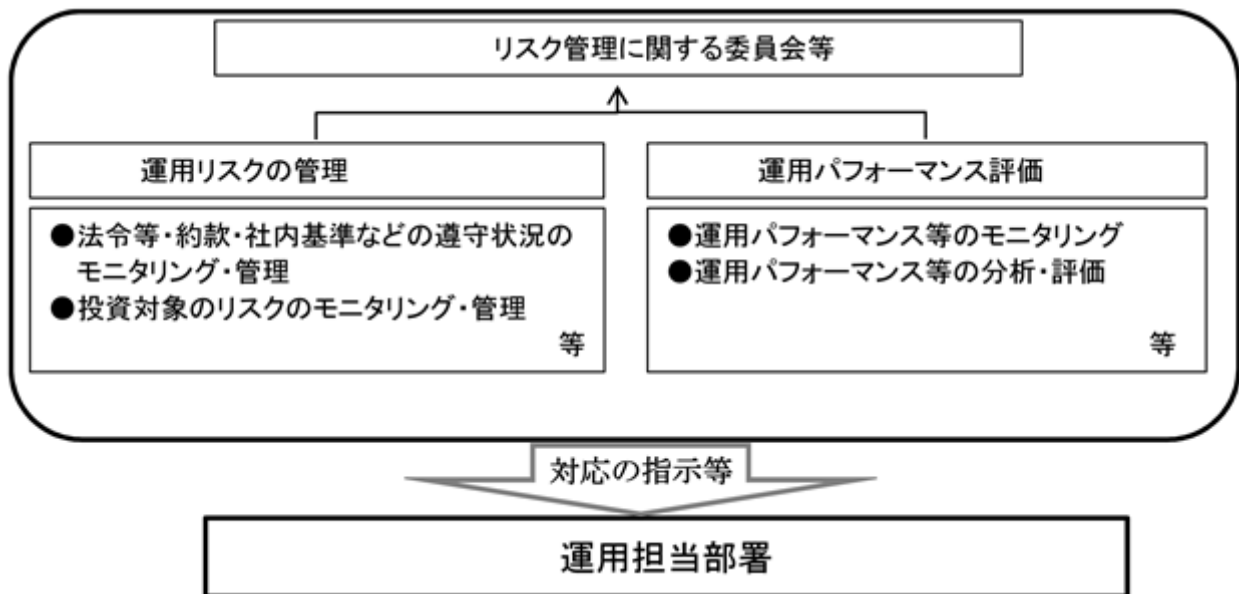 リスク管理に関する委員会等
運用リスクの管理
●法令等・約款・社内基準などの遵守状況の
モニタリング・管理
●投資対象のリスクのモニタリング・管理
等
運用パフォーマンス評価
●運用パフォーマンス等のモニタリング
●運用パフォーマンス等の分析・評価
等
対応の指示等
運用担当部署